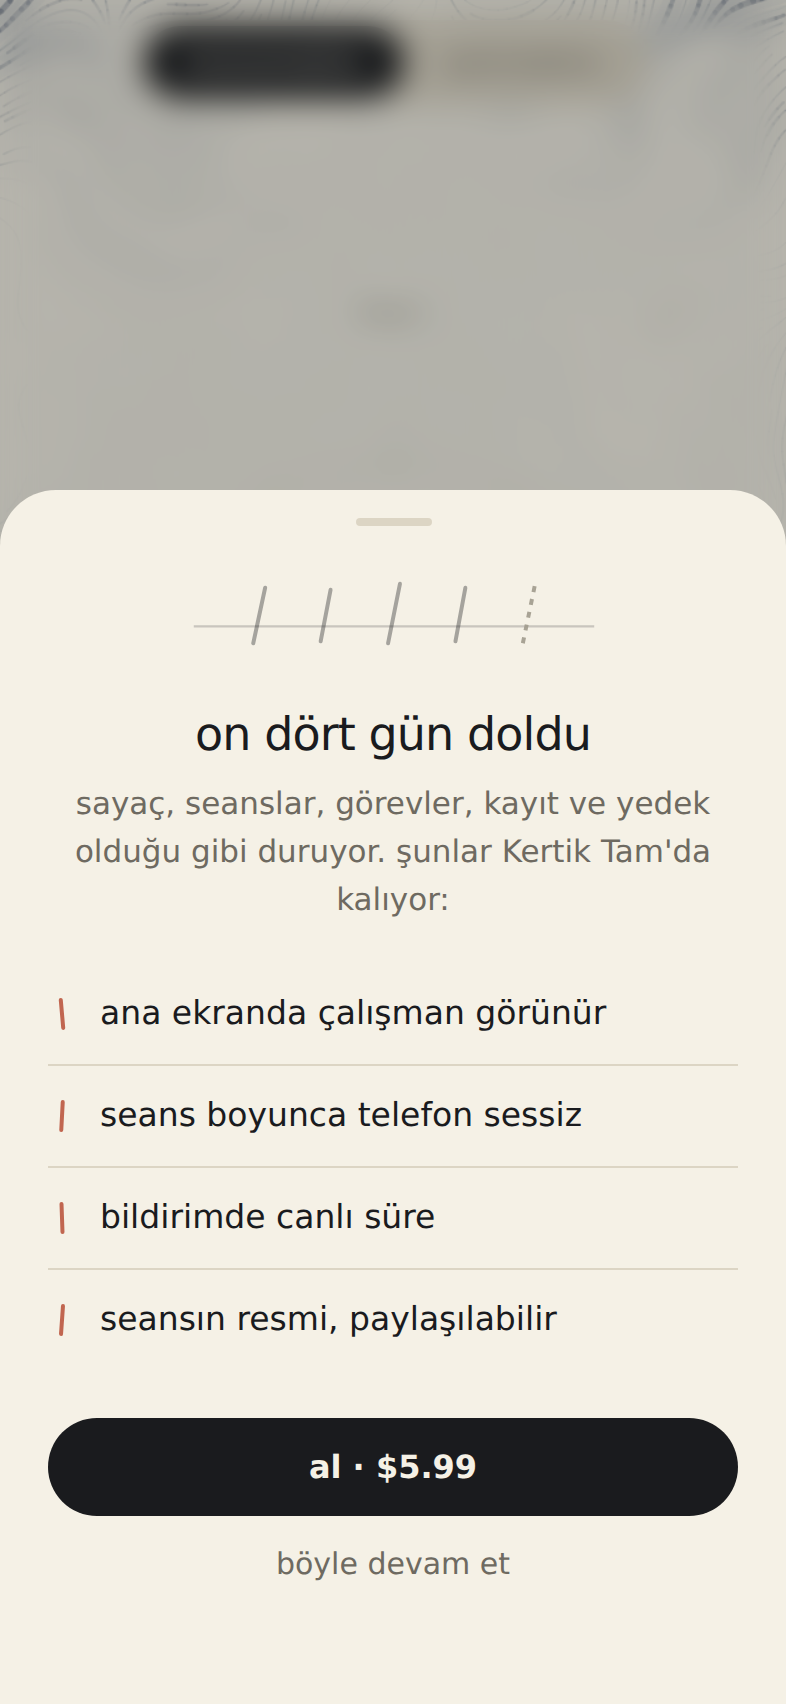 on dört gün doldu
sayaç, seanslar, görevler, kayıt ve yedek
olduğu gibi duruyor. şunlar Kertik Tam'da
kalıyor:
ana ekranda çalışman görünür
seans boyunca telefon sessiz
bildirimde canlı süre
seansın resmi, paylaşılabilir
al · $5.99
böyle devam et